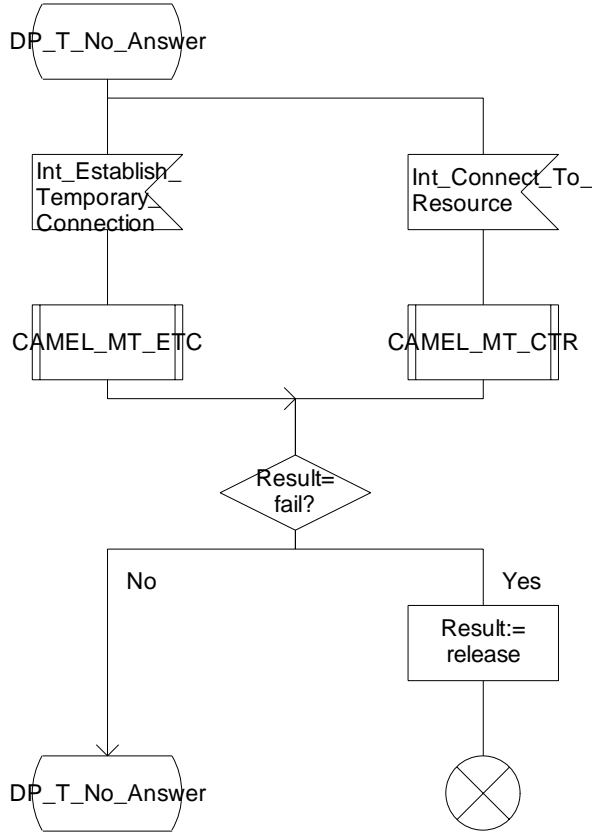 DP_T_No_Answer
Int_Establish_
Temporary_
Connection
Int_Connect_To_
Resource
CAMEL_MT_ETC
CAMEL_MT_CTR
Result=
fail?
No
Yes
Result:=
release
DP_T_No_Answer